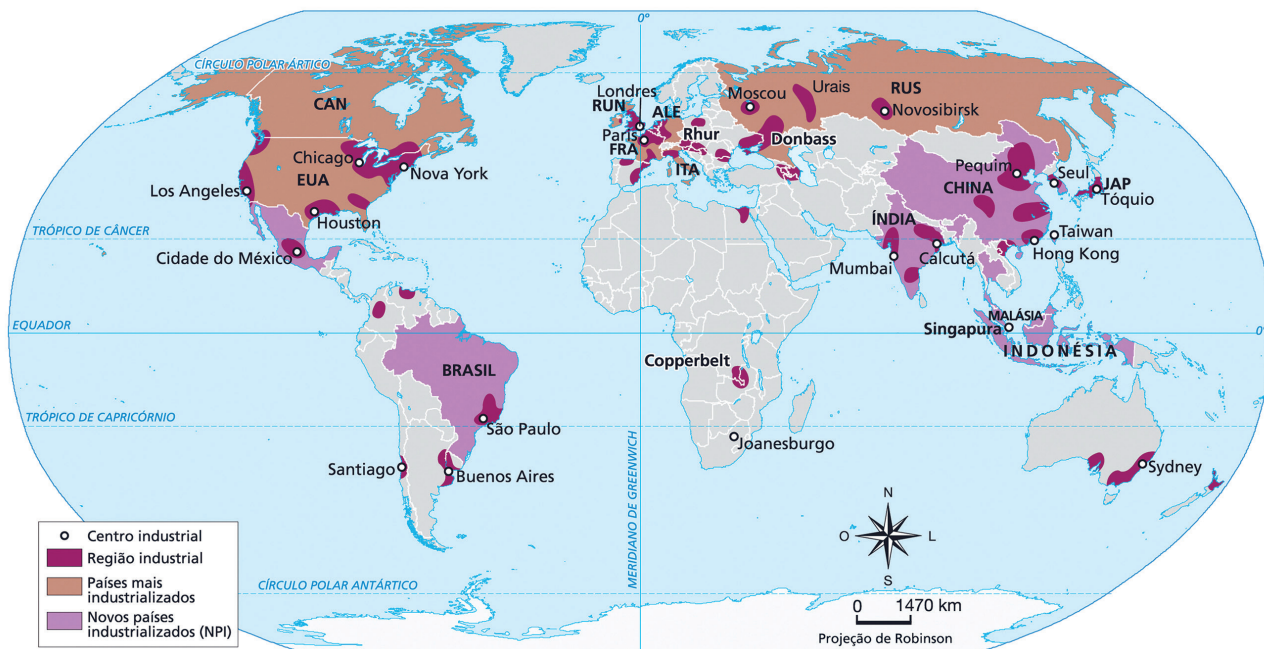 0°
CÍRCULO POLAR ÁRTICO
CAN
Chicago
EUA
Nova York
Los Angeles
Houston
TRÓPICO DE CÂNCER
Cidade do México
EQUADOR
0°
BRASIL
TRÓPICO DE CAPRICÓRNIO
São Paulo
Santiago
Buenos Aires
Londres
RUN
ALE
Paris
FRA
Rhur
ITA
Moscou
Urais
RUS
Novosibirsk
Donbass
Pequim
CHINA
Seul
JAP
Tóquio
ÍNDIA
Taiwan
Hong Kong
Calcutá
Mumbai
MALÁSIA
Singapura
INDONÉSIA
Copperbelt
Joanesburgo
Sydney
MERIDIANO DE GREENWICH
CÍRCULO POLAR ANTÁRTICO
Centro industrial
Região industrial
Países mais
industrializados
Novos países
industrializados (NPI)
N
O
L
S
0 1470 km
Projeção de Robinson